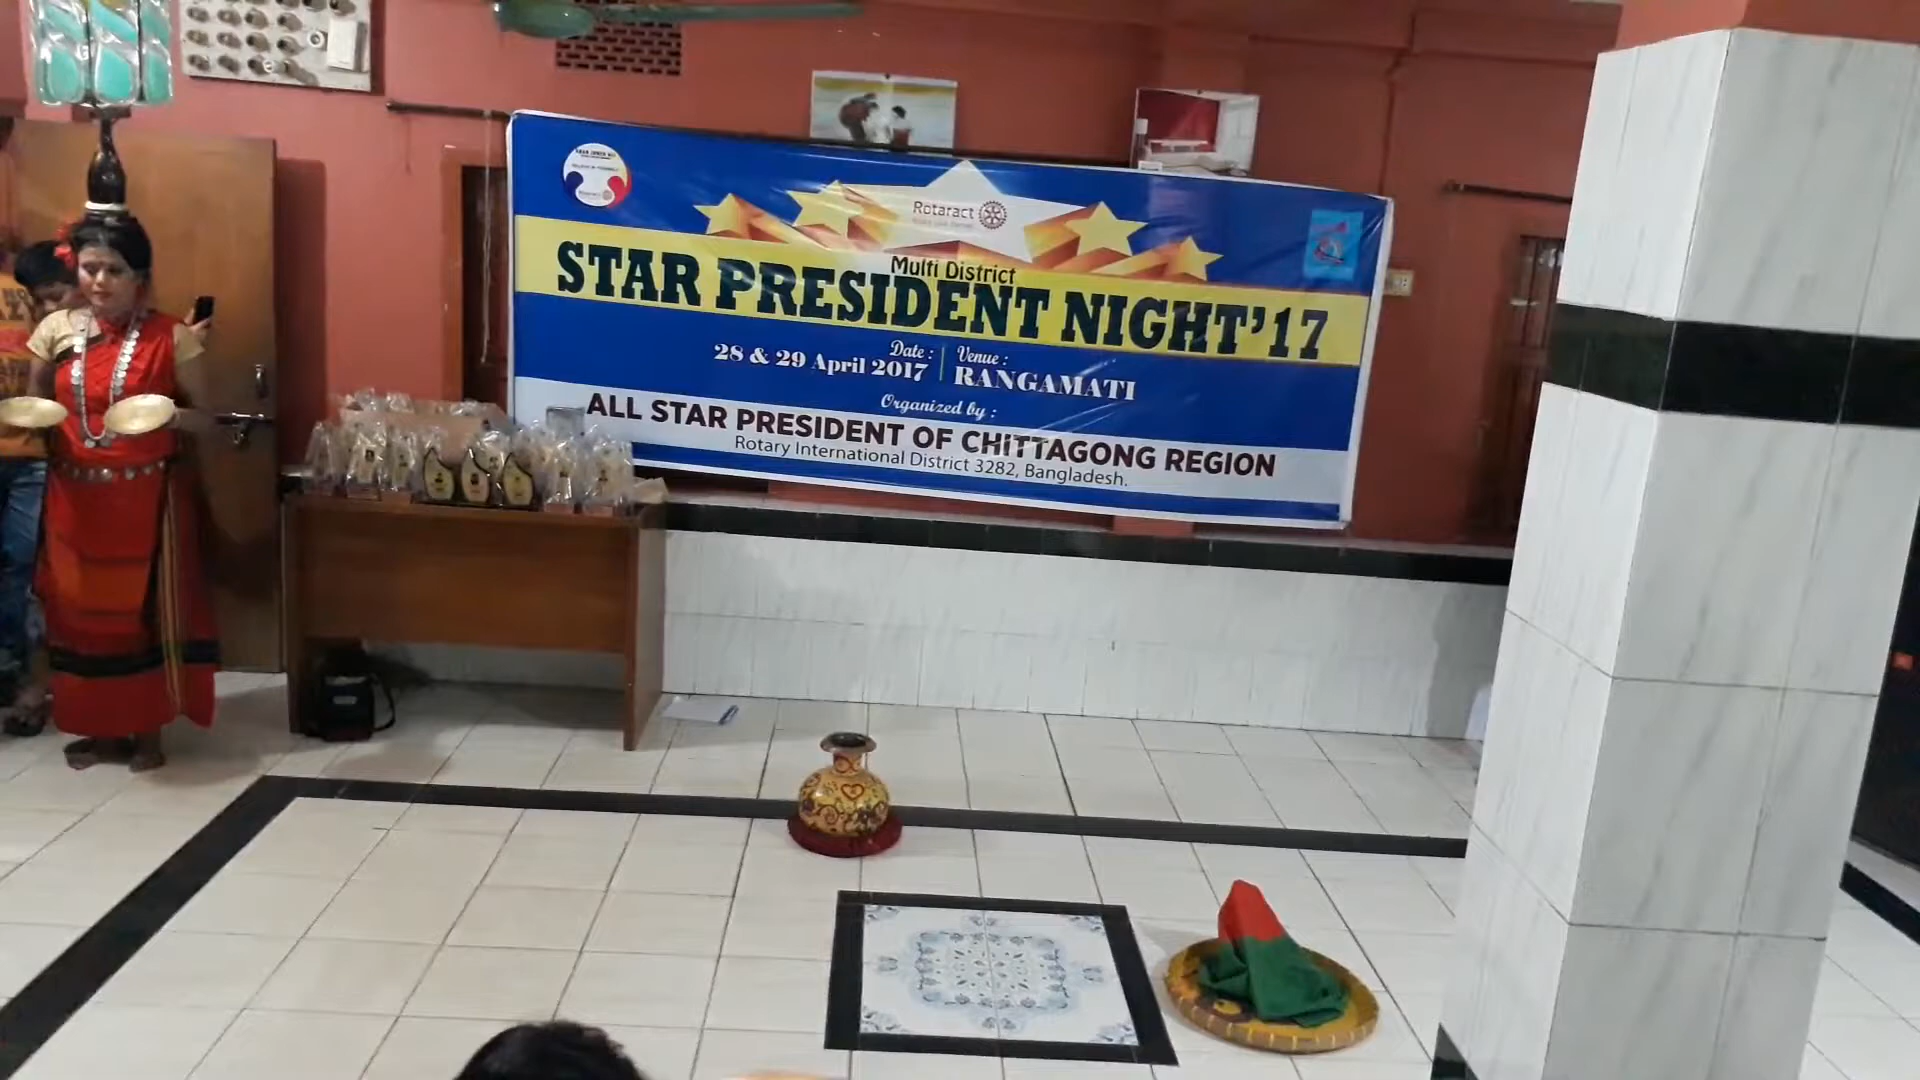 Rotaract
Multi District
STAR PRESIDENT NIGHT'17
Date :
28 & 29 April 2017
Venue :
RANGAMATI
Organized by :
ALL STAR PRESIDENT OF CHITTAGONG REGION
Rotary International District 3282, Bangladesh.